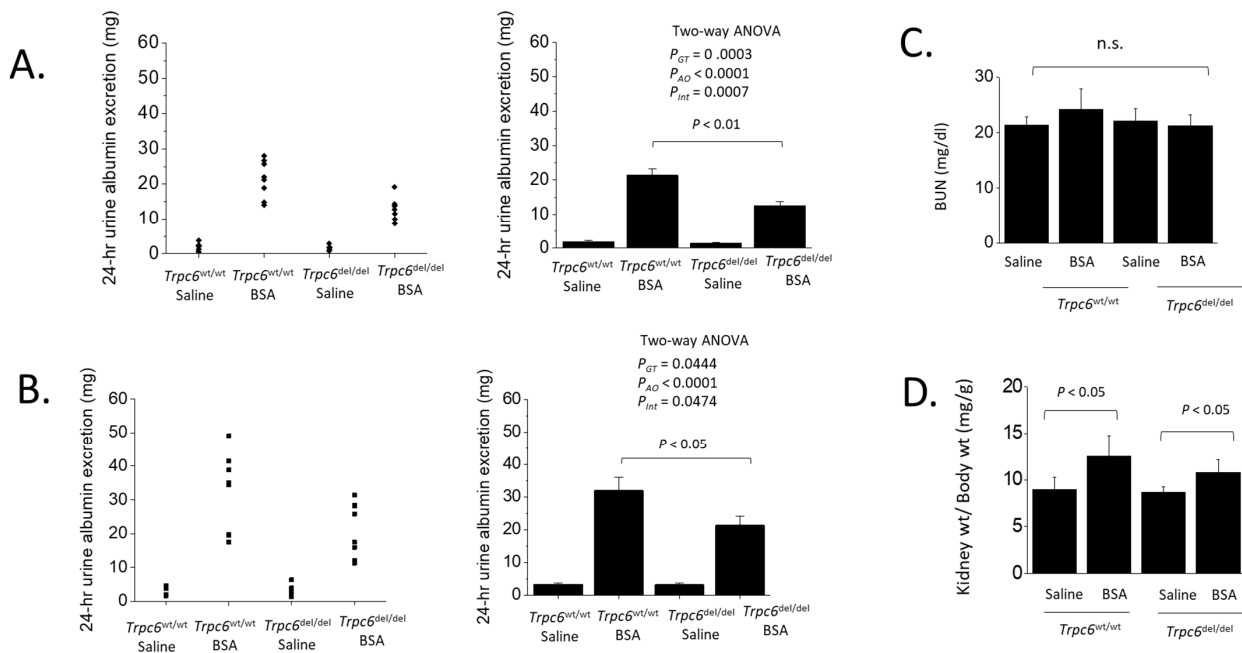 A.
24-hr urine albumin excretion (mg)
60
50
40
30
20
10
0
Trpc6wt/wt Trpc6wt/wt Trpc6del/del Trpc6del/del
Saline BSA Saline BSA
24-hr urine albumin excretion (mg)
60
50
40
30
20
10
0
Two-way ANOVA
PGT = 0 .0003
PAO < 0.0001
PInt = 0.0007
P < 0.01
Trpc6wt/wt Trpc6wt/wt Trpc6del/del Trpc6del/del
Saline BSA Saline BSA
B.
24-hr urine albumin excretion (mg)
60
50
40
30
20
10
0
Trpc6wt/wt Trpc6wt/wt Trpc6del/del Trpc6del/del
Saline BSA Saline BSA
24-hr urine albumin excretion (mg)
60
50
40
30
20
10
0
Two-way ANOVA
PGT = 0.0444
PAO < 0.0001
PInt = 0.0474
P < 0.05
Trpc6wt/wt Trpc6wt/wt Trpc6del/del Trpc6del/del
Saline BSA Saline BSA
C.
n.s.
BUN (mg/dl)
30
20
10
0
Saline BSA Saline BSA
Trpc6wt/wt Trpc6del/del
D.
Kidney wt/ Body wt (mg/g)
20
15
10
5
0
P < 0.05
P < 0.05
Saline BSA Saline BSA
Trpc6wt/wt Trpc6del/del